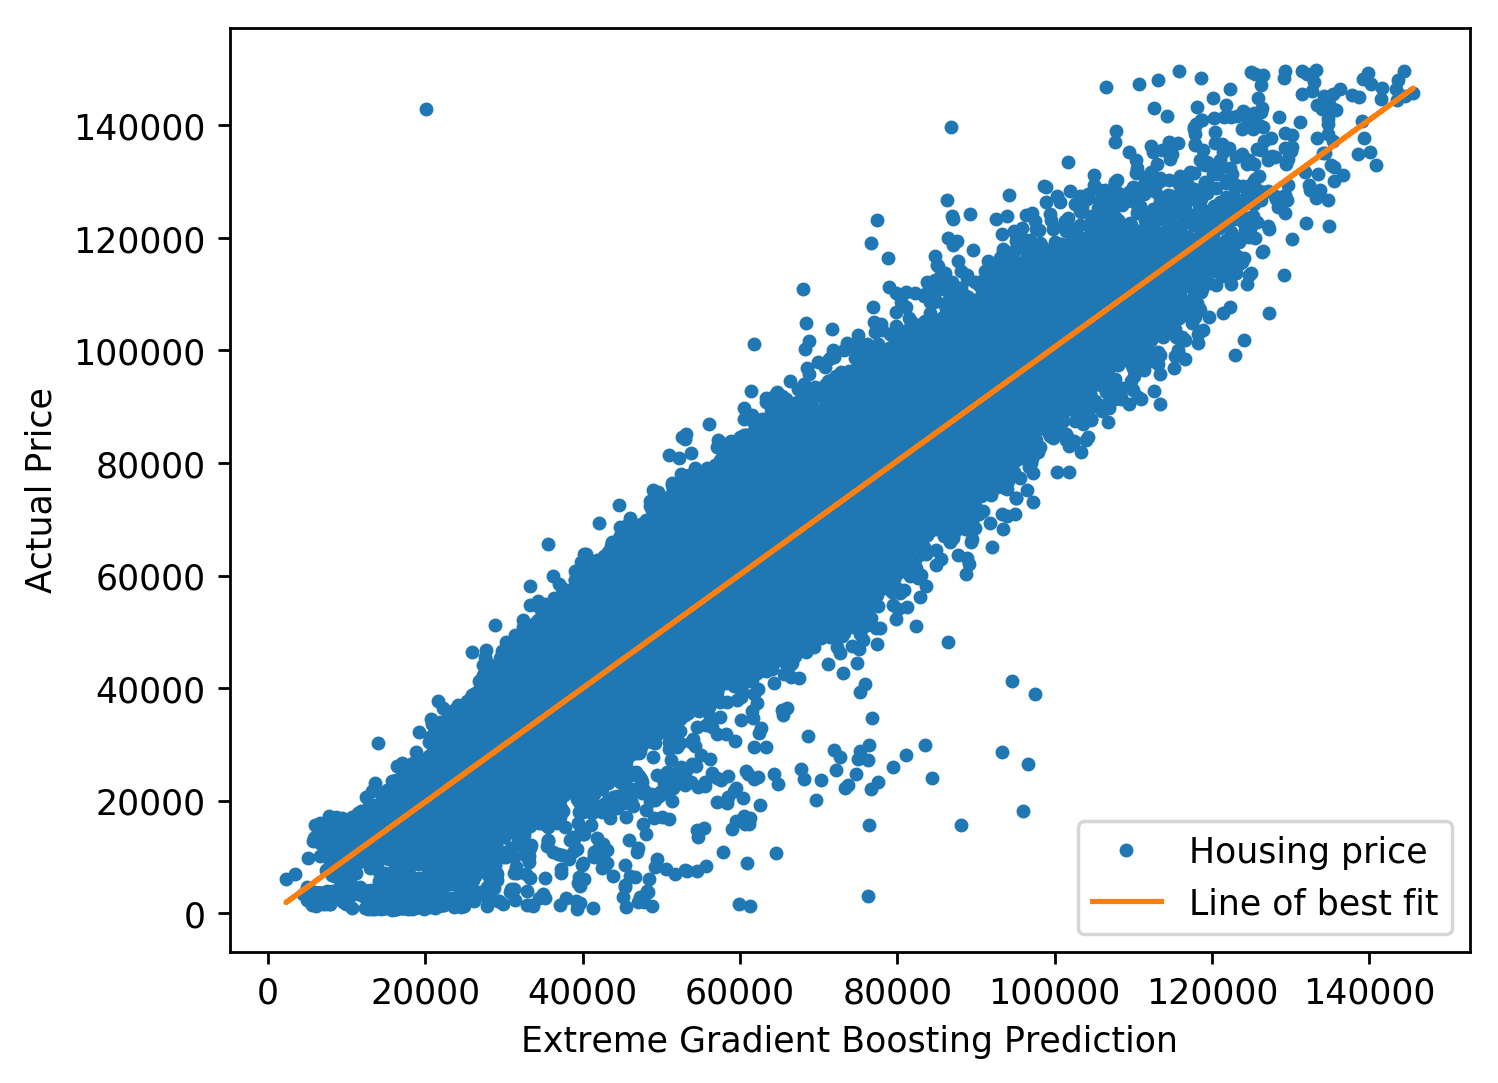 140000
120000
100000
80000
60000
40000
20000
0
Actual Price
Housing price
Line of best fit
0 20000 40000 60000 80000 100000 120000 140000
Extreme Gradient Boosting Prediction